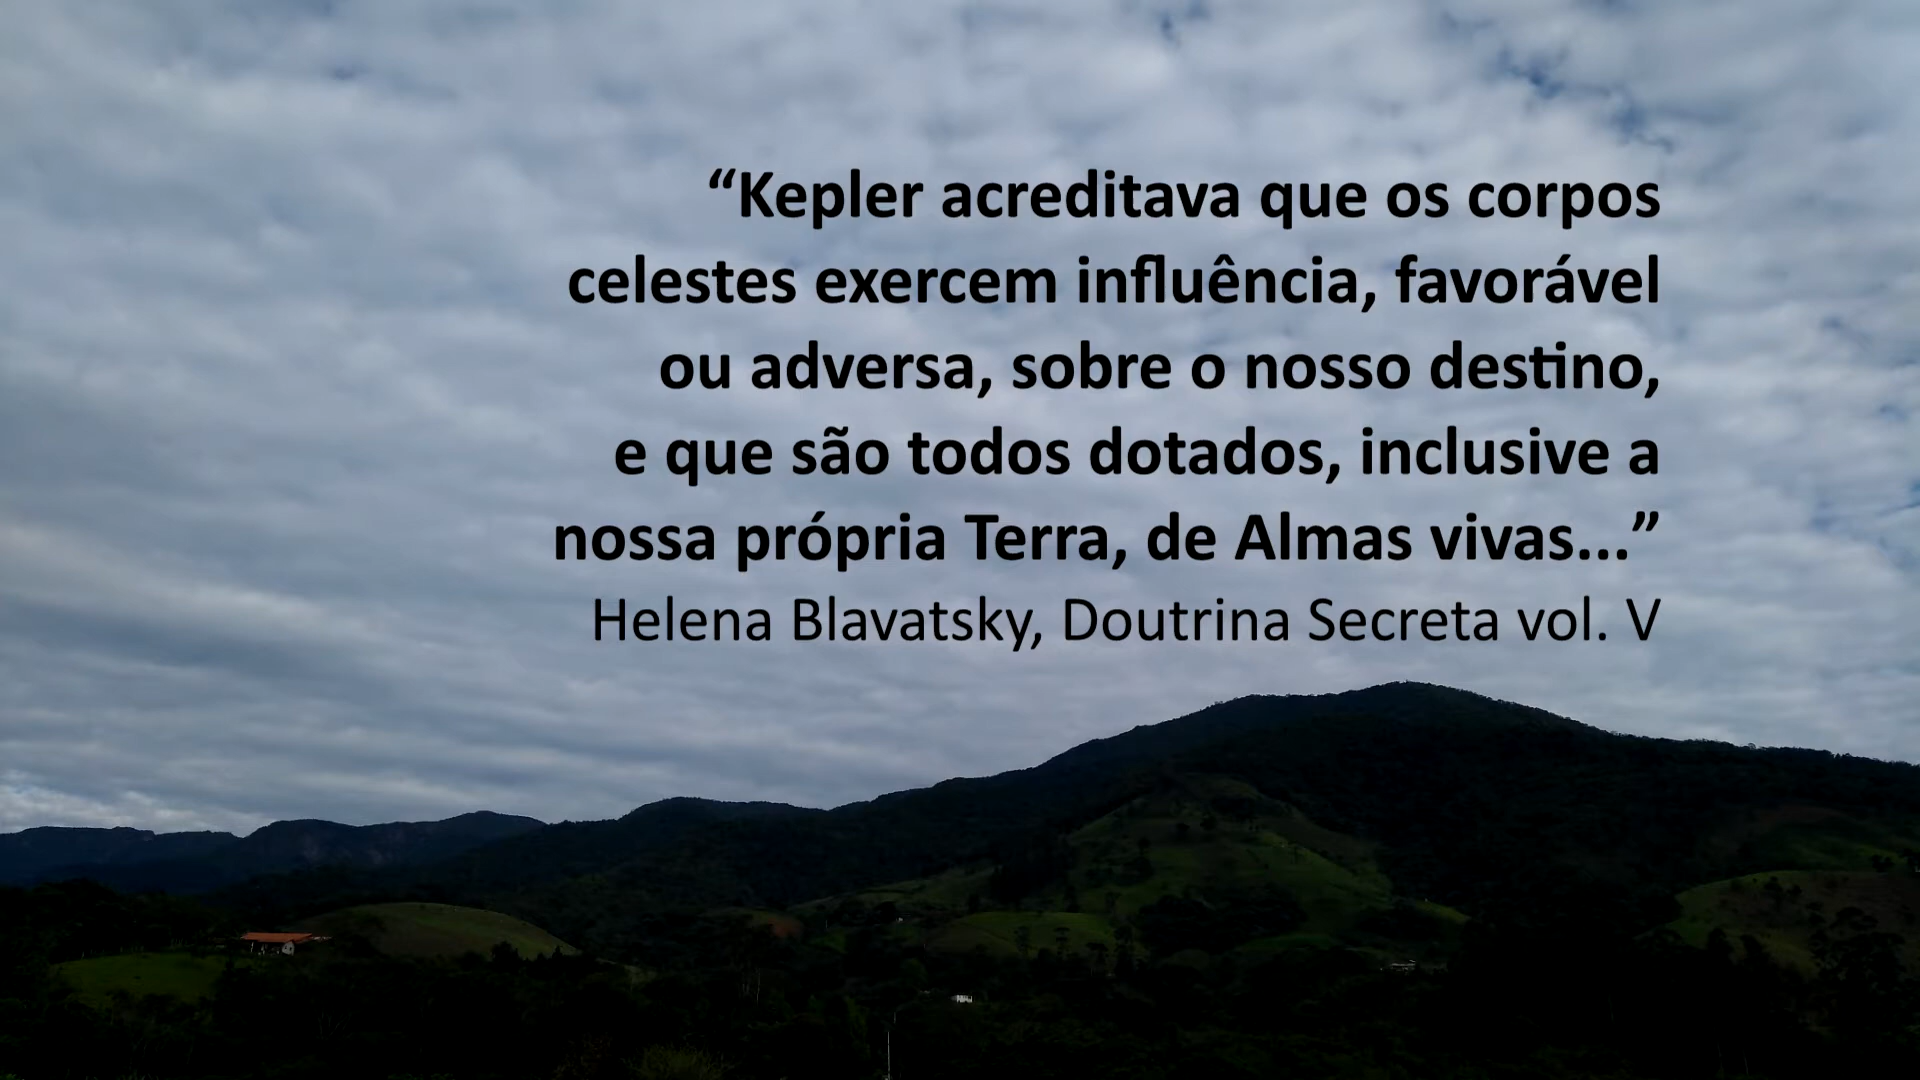 “Kepler acreditava que os corpos
celestes exercem influência, favorável
ou adversa, sobre o nosso destino,
e que são todos dotados, inclusive a
nossa própria Terra, de Almas vivas...”
Helena Blavatsky, Doutrina Secreta vol. V